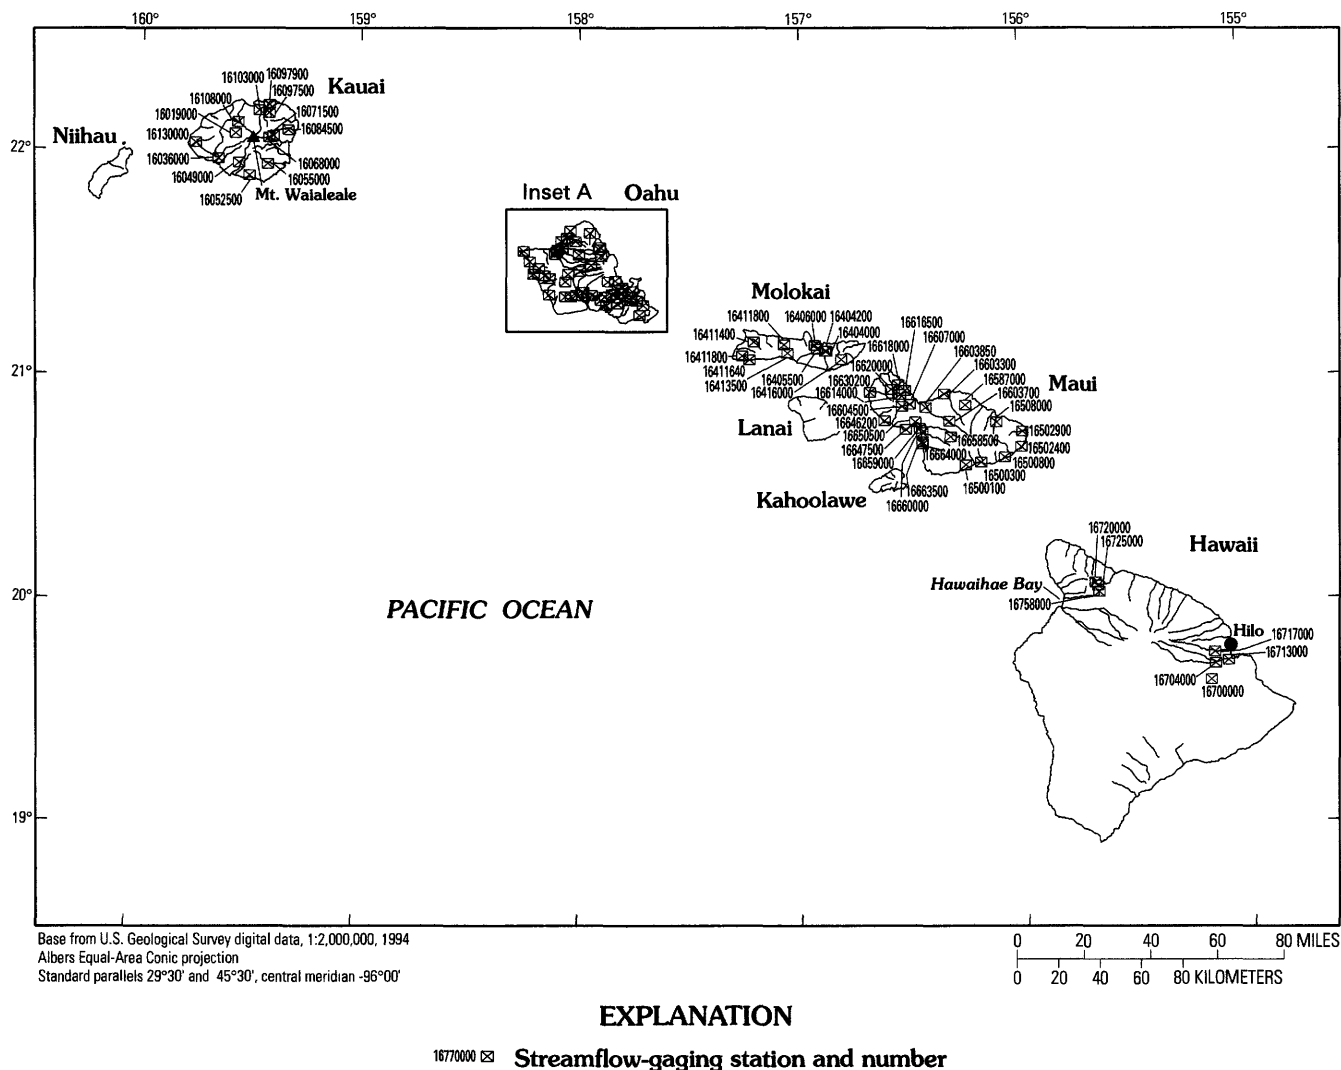 160° 159° 158° 157° 156° 155°
22°
21°
20°
19°
Niihau
Kauai
16103000
16097900
16097500
16108000
16071500
16019000
16084500
16130000
16036000
16068000
16049000
16055000
16052500
Mt. Waialeale
Inset A
Oahu
Molokai
16411800
16406000
16404200
16411400
16404000
16411800
16411640
16413500
16405500
16416000
16616500
16607000
16618000
16603850
16603300
16620000
16587000
16630200
16603700
16614000
16508000
Maui
Lanai
16604500
16646200
16502900
16650500
16658500
16502400
16647500
16664000
16500800
16659000
16500300
16663500
16500100
Kahoolawe
16660000
16720000
16725000
Hawaii
Hawaihae Bay
16758000
PACIFIC OCEAN
Hilo
16717000
16713000
16704000
16700000
Base from U.S. Geological Survey digital data, 1:2,000,000, 1994
Albers Equal-Area Conic projection
Standard parallels 29°30' and 45°30', central meridian -96°00'
0 20 40 60 80 MILES
0 20 40 60 80 KILOMETERS
EXPLANATION
16770000 Streamflow-gaging station and number